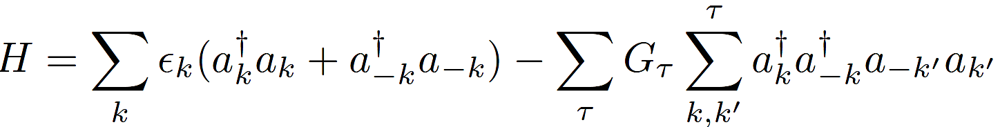 H = \sum_{k} \epsilon_k (a_k^\dagger a_k + a_{-k}^\dagger a_{-k}) - \sum_{\tau} G_\tau \sum_{k,k'}^{\tau} a_k^\dagger a_{-k}^\dagger a_{-k'} a_{k'}